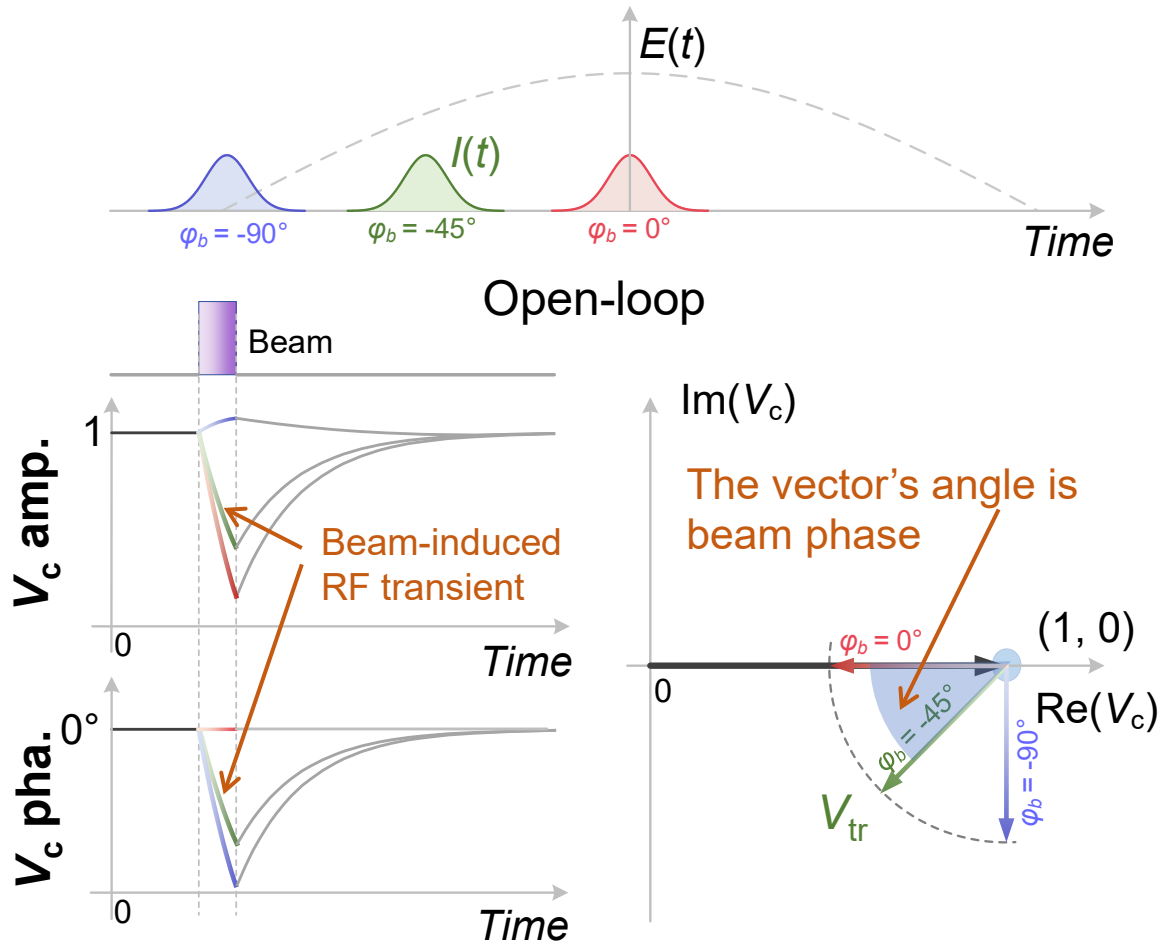 E(t)
I(t)
φb = -90°
φb = -45°
φb = 0°
Time
Open-loop
Beam
1
Vc amp.
Beam-induced
RF transient
0
Time
0°
Vc pha.
0
Time
Im(Vc)
The vector’s angle is
beam phase
φb = 0°
(1, 0)
0
Re(Vc)
φb = -45°
φb = -90°
Vtr